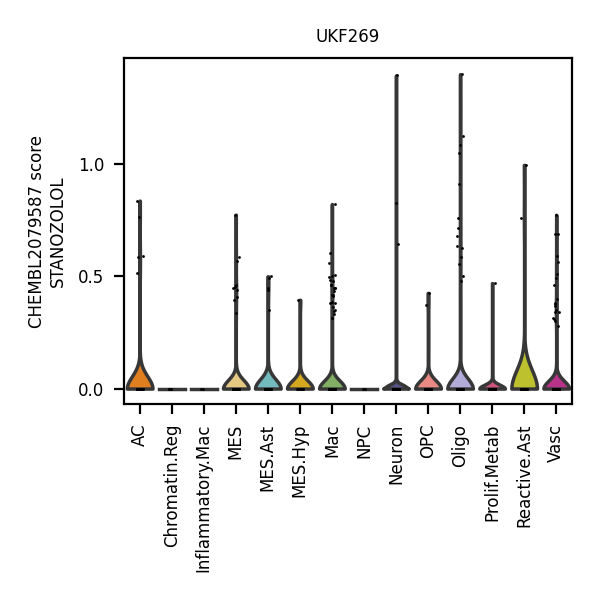 UKF269
CHEMBL2079587 score
STANOZOLOL
1.0
0.5
0.0
AC
Chromatin.Reg
Inflammatory.Mac
MES
MES.Ast
MES.Hyp
Mac
NPC
Neuron
OPC
Oligo
Prolif.Metab
Reactive.Ast
Vasc